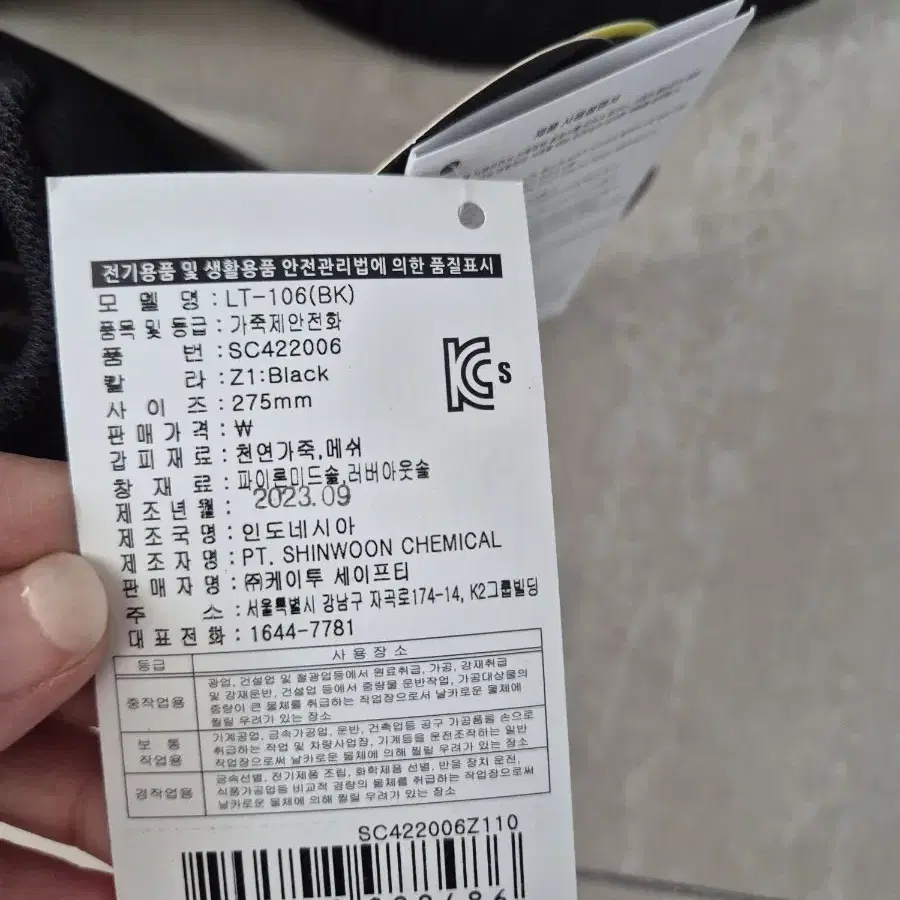 제품 사용설명서
전기용품 및 생활용품 안전관리법에 의한 품질표시
모 델 명 : LT-106(BK)
품목 및 등급 : 가죽제안전화
품 번 : SC422006
칼 라 : Z1:Black
사 이 즈 : 275mm
판 매 가 격 : ₩
갑 피 재 료 : 천연가죽,메쉬
창 재 료 : 파이론미드솔,러버아웃솔
제 조 년 월 : 2023.09
제 조 국 명 : 인도네시아
제 조 자 명 : PT. SHINWOON CHEMICAL
판 매 자 명 : ㈜케이투 세이프티
주 소 : 서울특별시 강남구 자곡로174-14, K2그룹빌딩
대 표 전 화 : 1644-7781
KC s
등급 사 용 장 소
중작업용 광업, 건설업 및 철광업등에서 원료취급, 가공, 강재취급
및 강재운반, 건설업 등에서 중량물 운반작업, 가공대상물의
중량이 큰 물체를 취급하는 작업장으로서 날카로운 물체에
찔릴 우려가 있는 장소
보 통 작업용 기계공업, 금속가공업, 운반, 건축업등 공구 가공품을 손으로
취급하는 작업 및 차량사업장, 기계등을 운전조작하는 일반
작업장으로써 날카로운 물체에 의해 찔릴 우려가 있는 장소
경작업용 금속선별, 전기제품 조립, 화학제품 선별, 반응 장치 운전,
식품가공업등 비교적 경량의 물체를 취급하는 작업장으로써
날카로운 물체에 의해 찔릴 우려가 있는 장소
SC422006Z110